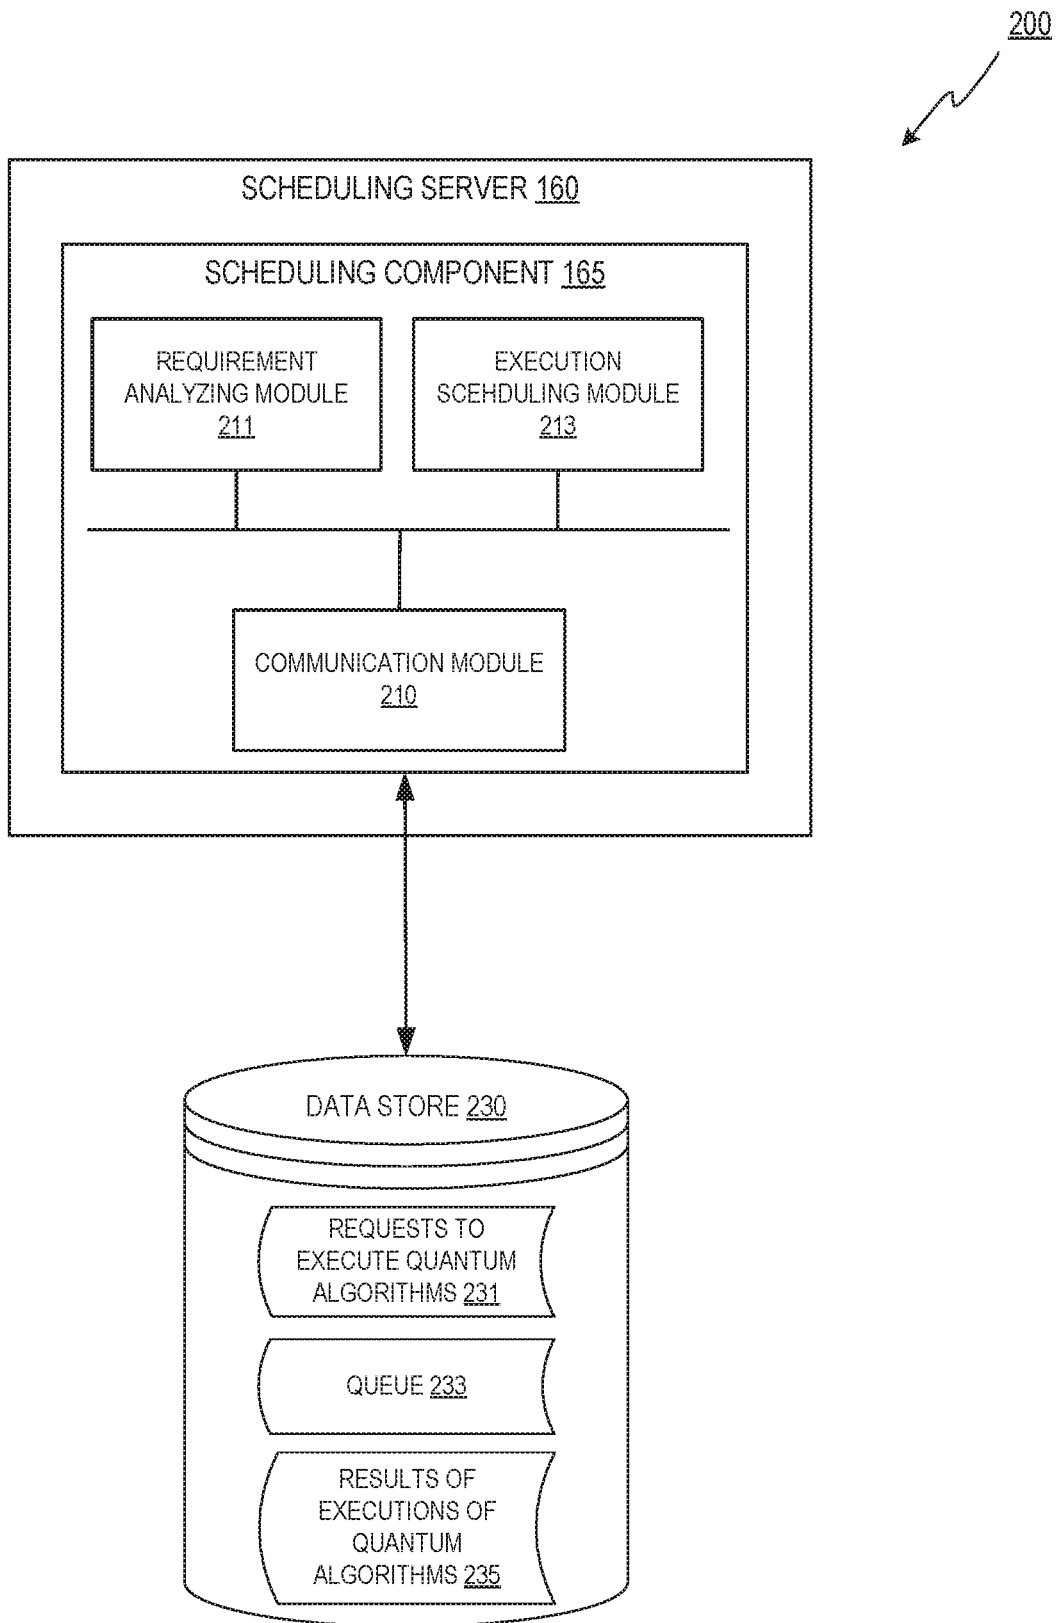 200
SCHEDULING SERVER 160
SCHEDULING COMPONENT 165
REQUIREMENT
ANALYZING MODULE
211
EXECUTION
SCEHDULING MODULE
213
COMMUNICATION MODULE
210
DATA STORE 230
REQUESTS TO
EXECUTE QUANTUM
ALGORITHMS 231
QUEUE 233
RESULTS OF
EXECUTIONS OF
QUANTUM
ALGORITHMS 235